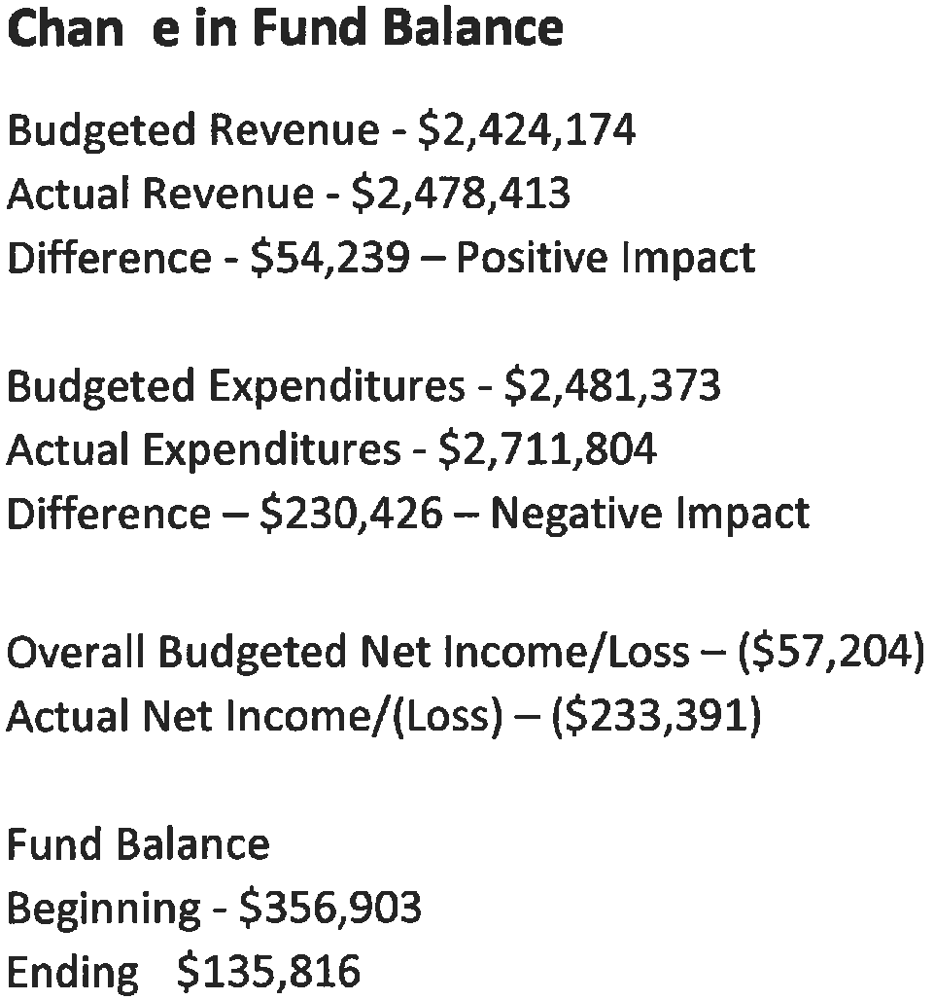 Chan e in Fund Balance
Budgeted Revenue - $2,424,174
Actual Revenue - $2,478,413
Difference - $54,239 – Positive Impact
Budgeted Expenditures - $2,481,373
Actual Expenditures - $2,711,804
Difference – $230,426 – Negative Impact
Overall Budgeted Net Income/Loss – ($57,204)
Actual Net Income/(Loss) – ($233,391)
Fund Balance
Beginning - $356,903
Ending $135,816